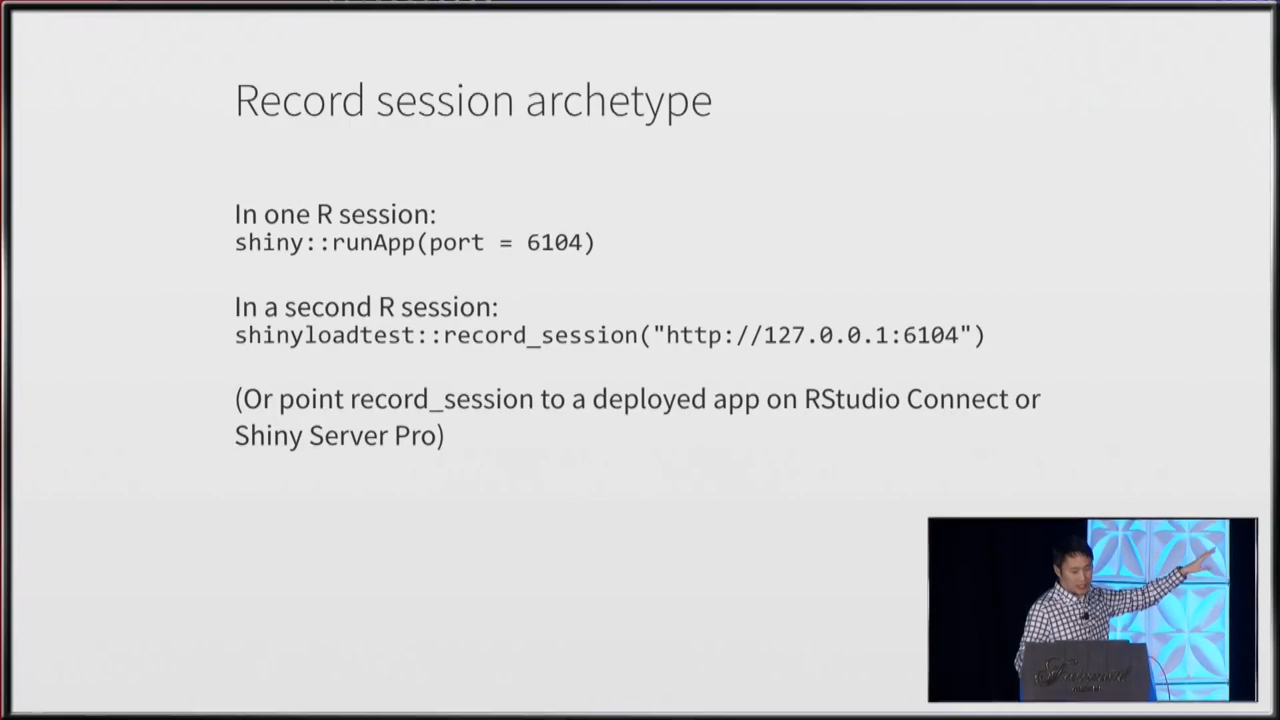 Record session archetype
In one R session:
shiny::runApp(port = 6104)
In a second R session:
shinyloadtest::record_session("http://127.0.0.1:6104")
(Or point record_session to a deployed app on RStudio Connect or
Shiny Server Pro)